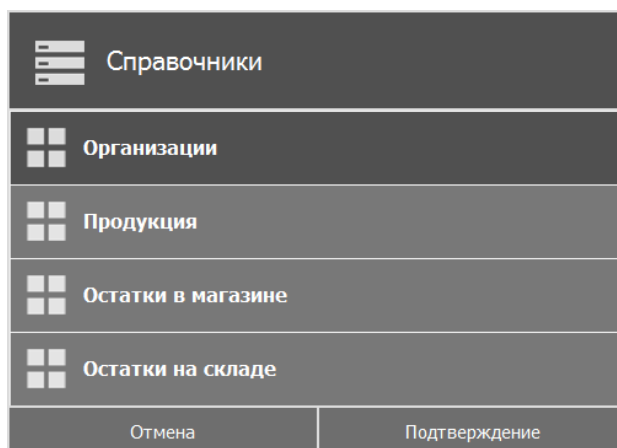 Справочники
Организации
Продукция
Остатки в магазине
Остатки на складе
Отмена
Подтверждение